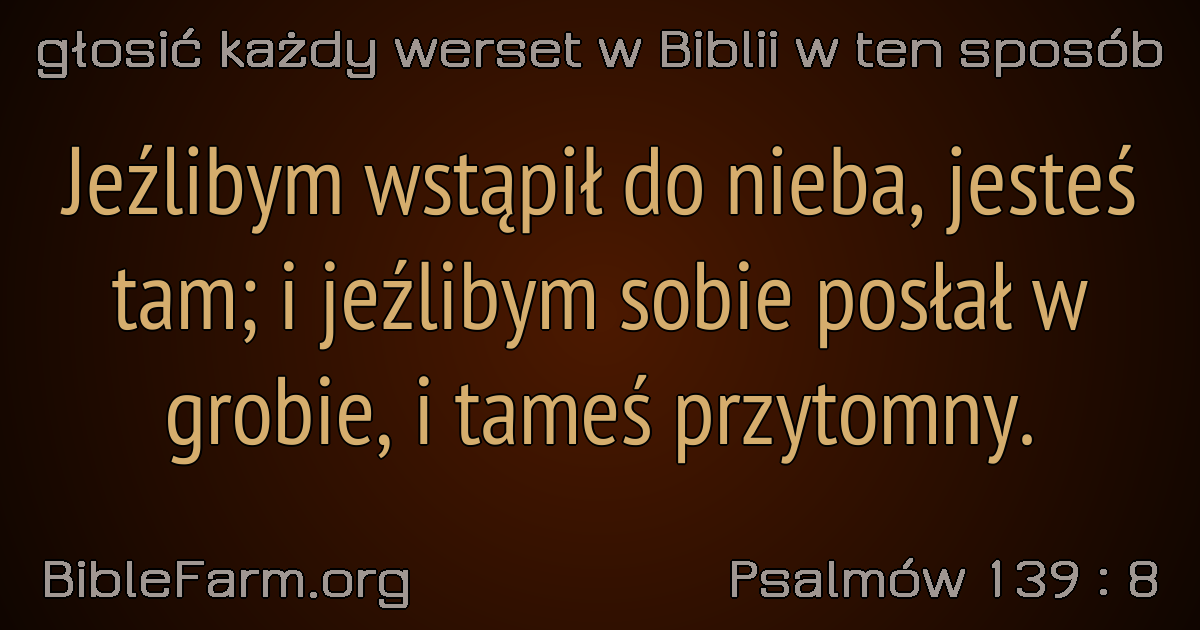 głosić każdy werset w Biblii w ten sposób
Jeźlibym wstąpił do nieba, jesteś
tam; i jeźlibym sobie posłał w
grobie, i tameś przytomny.
BibleFarm.org
Psalmów 139 : 8